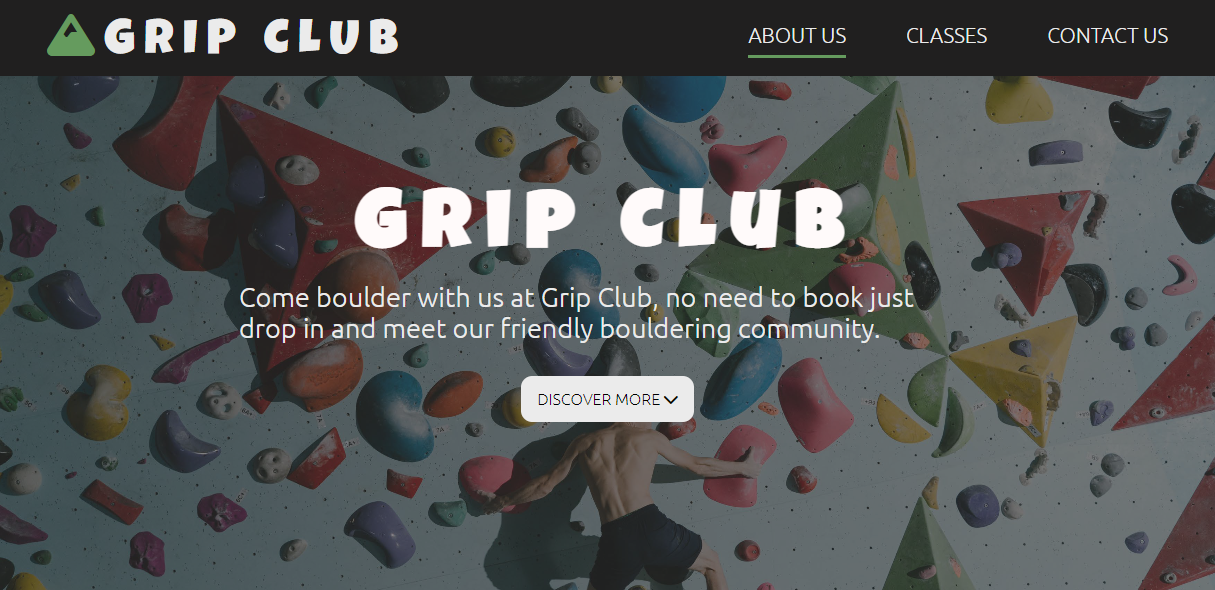 GRIP CLUB
ABOUT US
CLASSES
CONTACT US
GRIP CLUB
Come boulder with us at Grip Club, no need to book just
drop in and meet our friendly bouldering community.
DISCOVER MORE